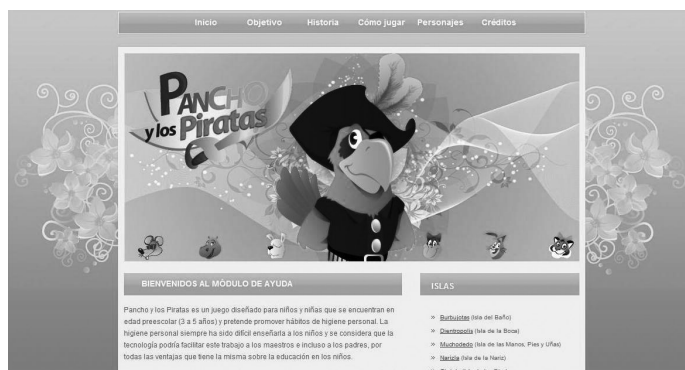 Inicio Objetivo Historia Cómo jugar Personajes Créditos
PANCHO
y los Piratas
BIENVENIDOS AL MÓDULO DE AYUDA
Pancho y los Piratas es un juego diseñado para niños y niñas que se encuentran en
edad preescolar (3 a 5 años) y pretende promover hábitos de higiene personal. La
higiene personal siempre ha sido difícil enseñarla a los niños y se considera que la
tecnología podría facilitar este trabajo a los maestros e incluso a los padres, por
todas las ventajas que tiene la misma sobre la educación en los niños.
ISLAS
» Burbujotas (Isla del Baño)
» Dientropolis (Isla de la Boca)
» Muchodedo (Isla de las Manos, Pies y Uñas)
» Narizla (Isla de la Nariz)